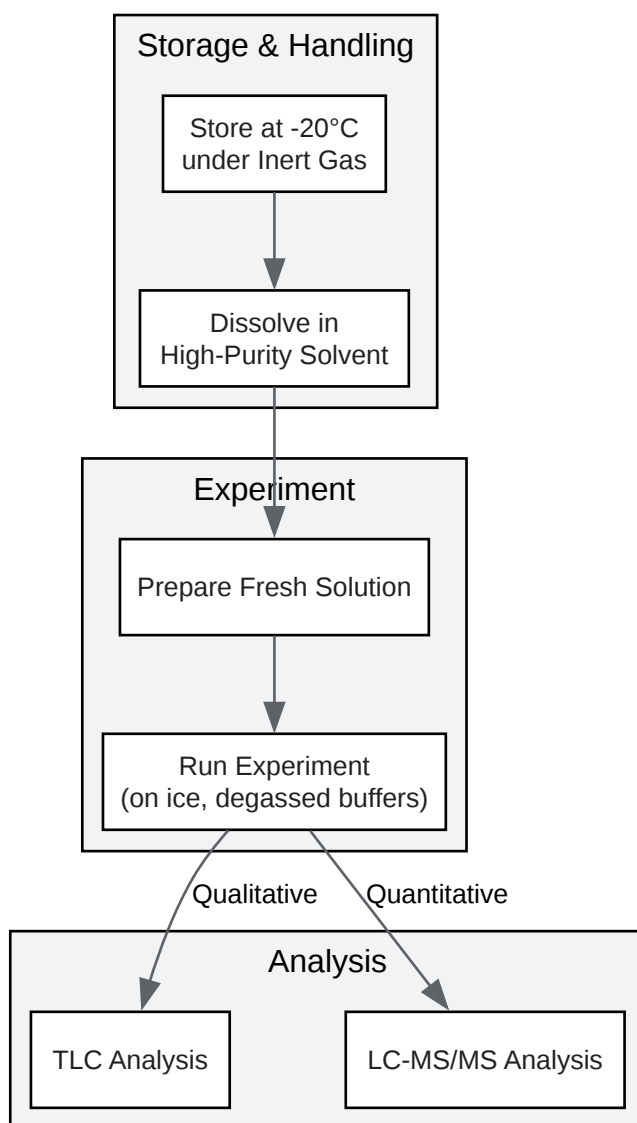 Storage & Handling
Store at -20°C
under Inert Gas
Dissolve in
High-Purity Solvent
Experiment
Prepare Fresh Solution
Run Experiment
(on ice, degassed buffers)
Qualitative
Quantitative
Analysis
TLC Analysis
LC-MS/MS Analysis